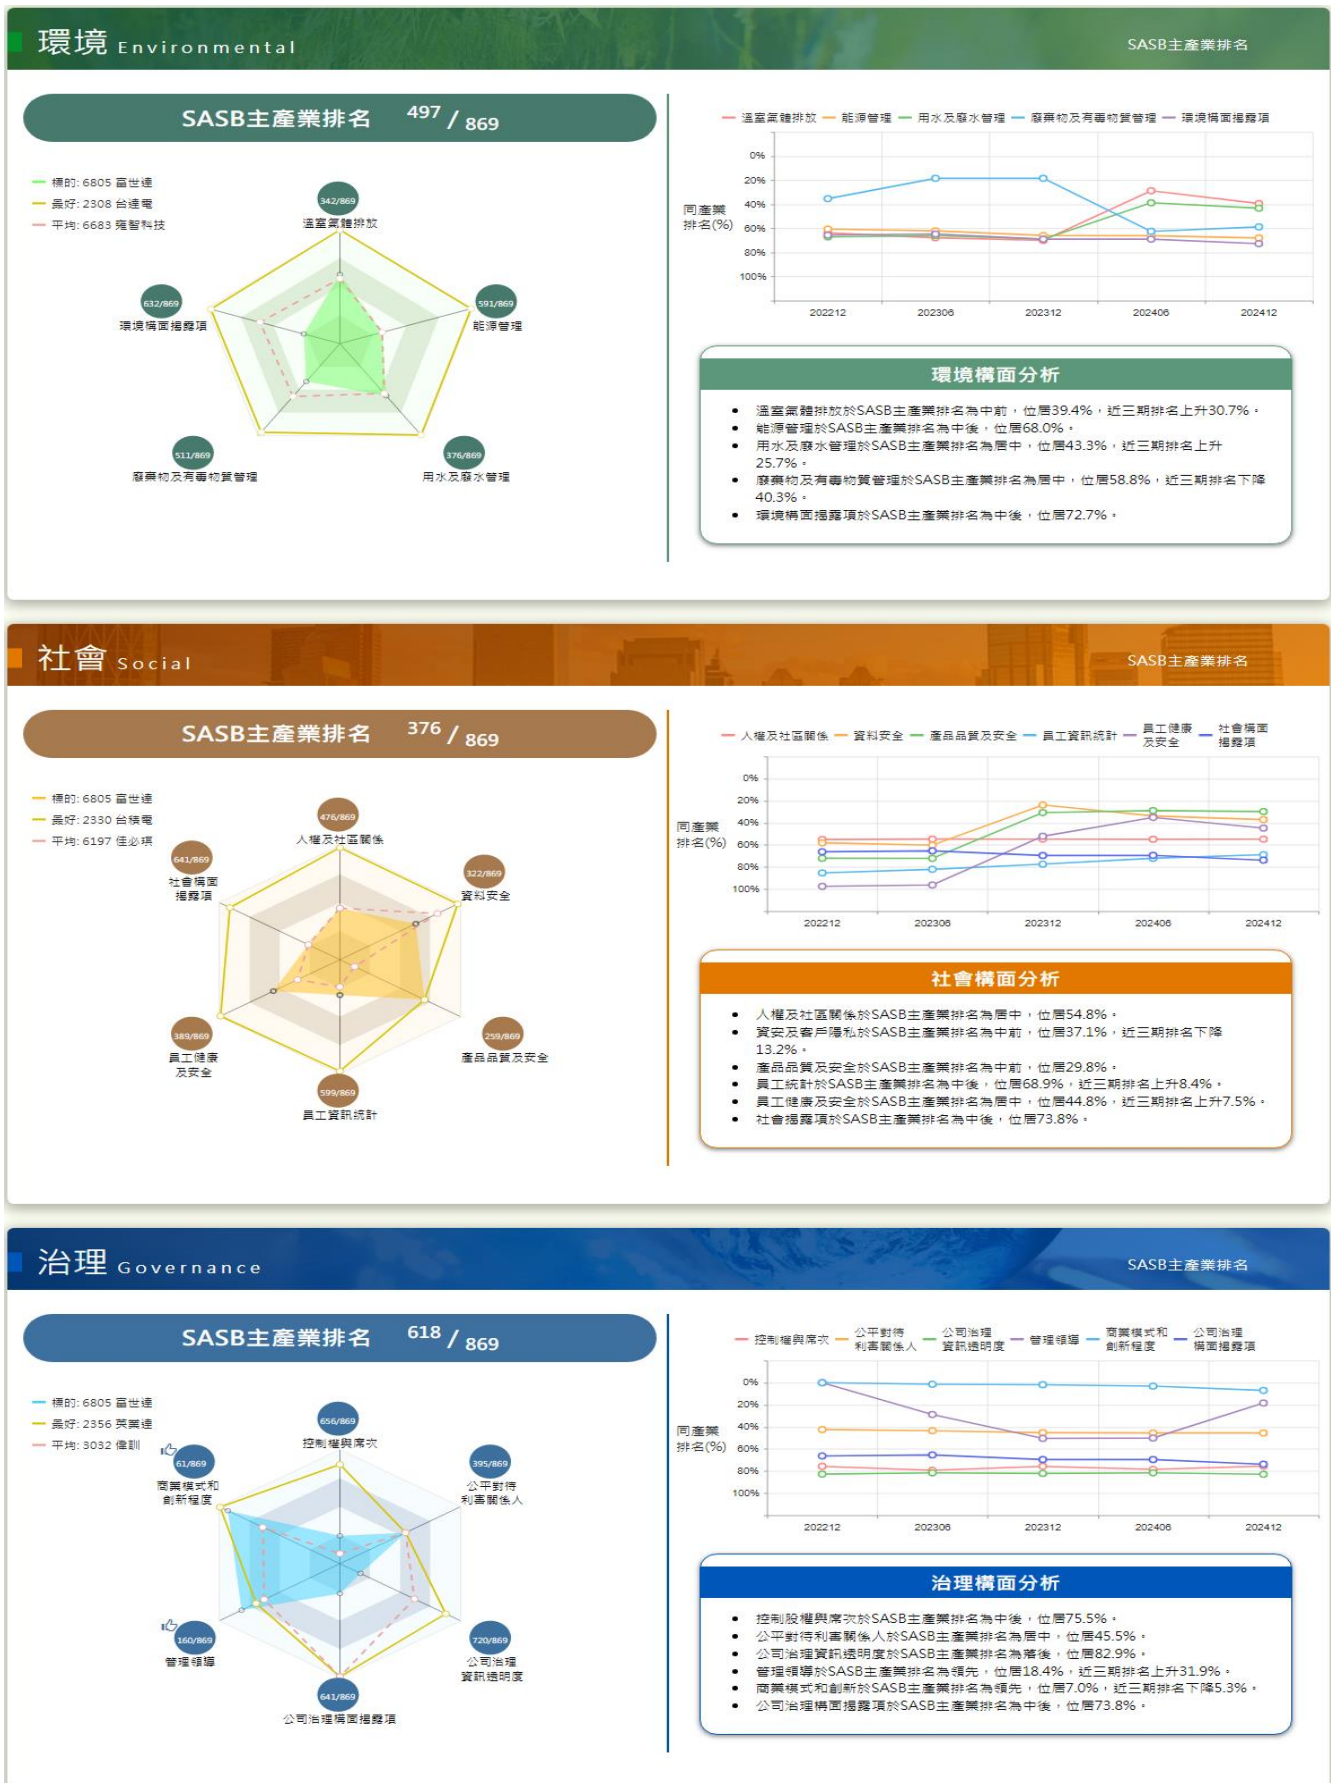 環境 Environmental
SASB主產業排名
SASB主產業排名 497 / 869
標的: 6805 富世達
最好: 2308 台達電
平均: 6683 雍智科技
342/869
溫室氣體排放
632/869
環境構面揭露項
591/869
能源管理
511/869
廢棄物及有毒物質管理
376/869
用水及廢水管理
溫室氣體排放 能源管理 用水及廢水管理 廢棄物及有毒物質管理 環境構面揭露項
同產業
排名(%)
0%
20%
40%
60%
80%
100%
202212 202306 202312 202406 202412
環境構面分析
• 溫室氣體排放於SASB主產業排名為中前，位居39.4%，近三期排名上升30.7%。
• 能源管理於SASB主產業排名為中後，位居68.0%。
• 用水及廢水管理於SASB主產業排名為居中，位居43.3%，近三期排名上升
25.7%。
• 廢棄物及有毒物質管理於SASB主產業排名為居中，位居58.8%，近三期排名下降
40.3%。
• 環境構面揭露項於SASB主產業排名為中後，位居72.7%。
社會 Social
SASB主產業排名
SASB主產業排名 376 / 869
標的: 6805 富世達
最好: 2330 台積電
平均: 6197 佳必琪
476/869
人權及社區關係
641/869
社會構面
揭露項
322/869
資料安全
389/869
員工健康
及安全
259/869
產品品質及安全
599/869
員工資訊統計
人權及社區關係 資料安全 產品品質及安全 員工資訊統計 員工健康
及安全 社會構面
揭露項
同產業
排名(%)
0%
20%
40%
60%
80%
100%
202212 202306 202312 202406 202412
社會構面分析
• 人權及社區關係於SASB主產業排名為居中，位居54.8%。
• 資安及客戶隱私於SASB主產業排名為中前，位居37.1%，近三期排名下降
13.2%。
• 產品品質及安全於SASB主產業排名為中前，位居29.8%。
• 員工統計於SASB主產業排名為中後，位居68.9%，近三期排名上升8.4%。
• 員工健康及安全於SASB主產業排名為居中，位居44.8%，近三期排名上升7.5%。
• 社會揭露項於SASB主產業排名為中後，位居73.8%。
治理 Governance
SASB主產業排名
SASB主產業排名 618 / 869
標的: 6805 富世達
最好: 2356 英業達
平均: 3032 偉訓
656/869
控制權與席次
61/869
商業模式和
創新程度
395/869
公平對待
利害關係人
160/869
管理領導
720/869
公司治理
資訊透明度
641/869
公司治理構面揭露項
控制權與席次 公平對待
利害關係人 公司治理
資訊透明度 管理領導 商業模式和
創新程度 公司治理
構面揭露項
同產業
排名(%)
0%
20%
40%
60%
80%
100%
202212 202306 202312 202406 202412
治理構面分析
• 控制股權與席次於SASB主產業排名為中後，位居75.5%。
• 公平對待利害關係人於SASB主產業排名為居中，位居45.5%。
• 公司治理資訊透明度於SASB主產業排名為落後，位居82.9%。
• 管理領導於SASB主產業排名為領先，位居18.4%，近三期排名上升31.9%。
• 商業模式和創新於SASB主產業排名為領先，位居7.0%，近三期排名下降5.3%。
• 公司治理構面揭露項於SASB主產業排名為中後，位居73.8%。